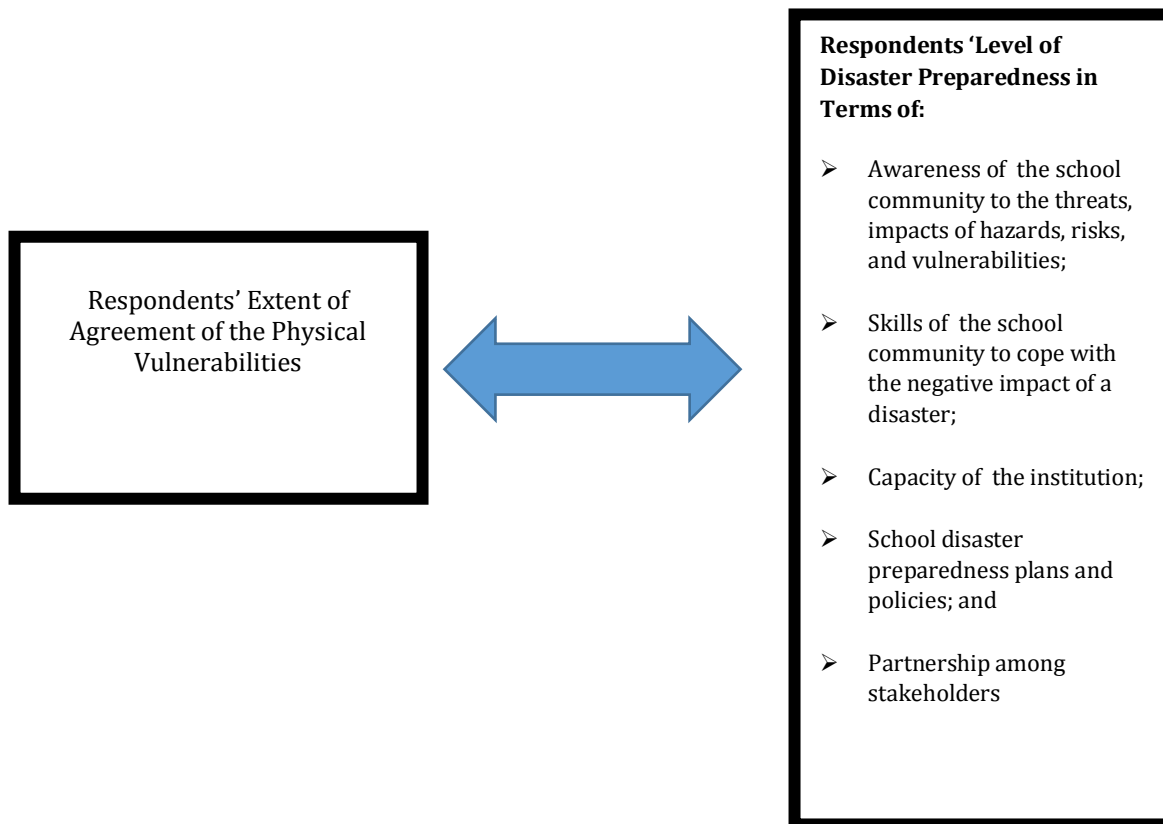 Respondents’ Extent of
Agreement of the Physical
Vulnerabilities
Respondents ‘Level of
Disaster Preparedness in
Terms of:
➢ Awareness of the school
community to the threats,
impacts of hazards, risks,
and vulnerabilities;
➢ Skills of the school
community to cope with
the negative impact of a
disaster;
➢ Capacity of the institution;
➢ School disaster
preparedness plans and
policies; and
➢ Partnership among
stakeholders